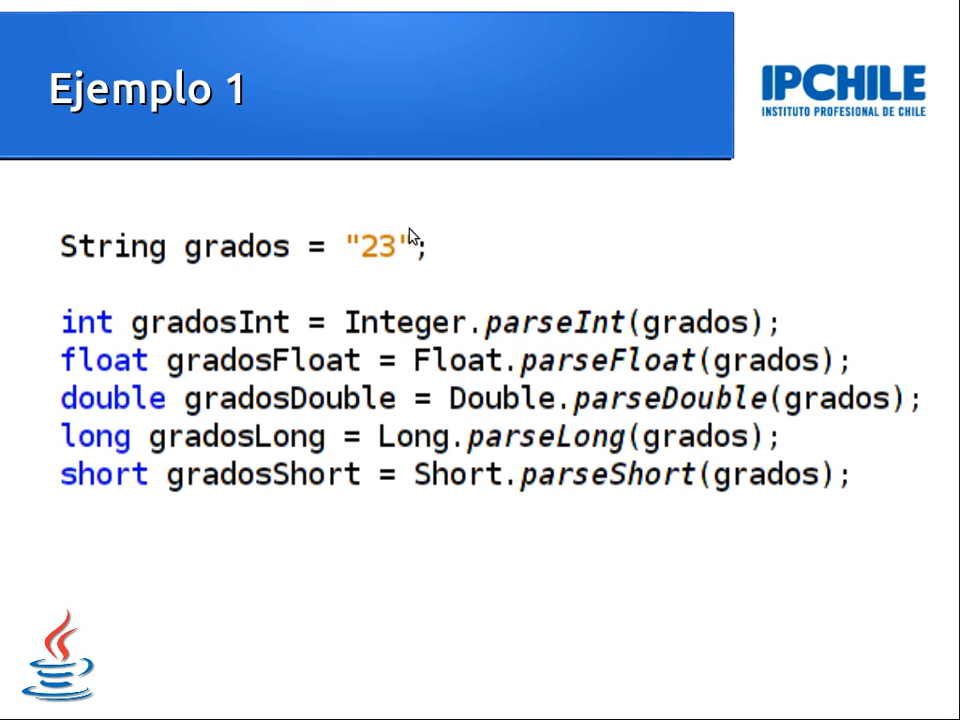 Ejemplo 1
IPCHILE
INSTITUTO PROFESIONAL DE CHILE
String grados = "23";
int gradosInt = Integer.parseInt(grados);
float gradosFloat = Float.parseFloat(grados);
double gradosDouble = Double.parseDouble(grados);
long gradosLong = Long.parseLong(grados);
short gradosShort = Short.parseShort(grados);